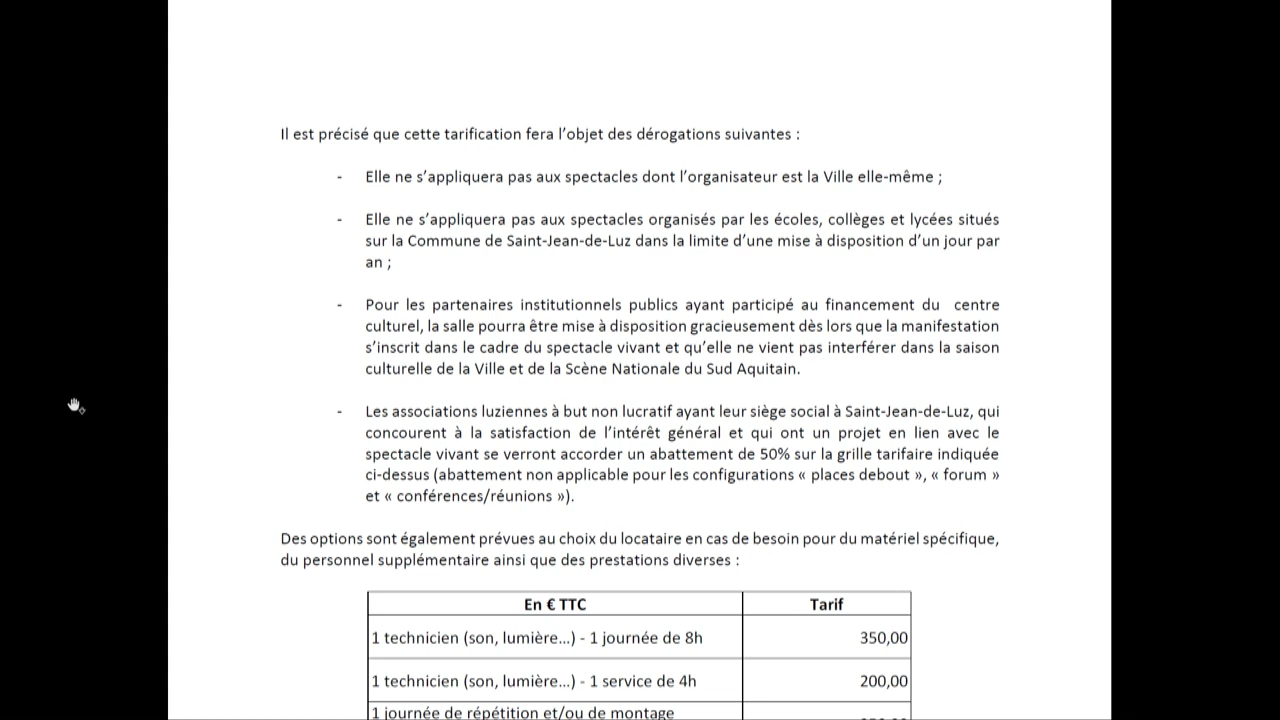 Il est précisé que cette tarification fera l’objet des dérogations suivantes :
- Elle ne s’appliquera pas aux spectacles dont l’organisateur est la Ville elle-même ;
- Elle ne s’appliquera pas aux spectacles organisés par les écoles, collèges et lycées situés
sur la Commune de Saint-Jean-de-Luz dans la limite d’une mise à disposition d’un jour par
an ;
- Pour les partenaires institutionnels publics ayant participé au financement du centre
culturel, la salle pourra être mise à disposition gracieusement dès lors que la manifestation
s’inscrit dans le cadre du spectacle vivant et qu’elle ne vient pas interférer dans la saison
culturelle de la Ville et de la Scène Nationale du Sud Aquitain.
- Les associations luziennes à but non lucratif ayant leur siège social à Saint-Jean-de-Luz, qui
concourent à la satisfaction de l’intérêt général et qui ont un projet en lien avec le
spectacle vivant se verront accorder un abattement de 50% sur la grille tarifaire indiquée
ci-dessus (abattement non applicable pour les configurations « places debout », « forum »
et « conférences/réunions »).
Des options sont également prévues au choix du locataire en cas de besoin pour du matériel spécifique,
du personnel supplémentaire ainsi que des prestations diverses :
En € TTC Tarif
1 technicien (son, lumière...) - 1 journée de 8h 350,00
1 technicien (son, lumière...) - 1 service de 4h 200,00
1 journée de répétition et/ou de montage